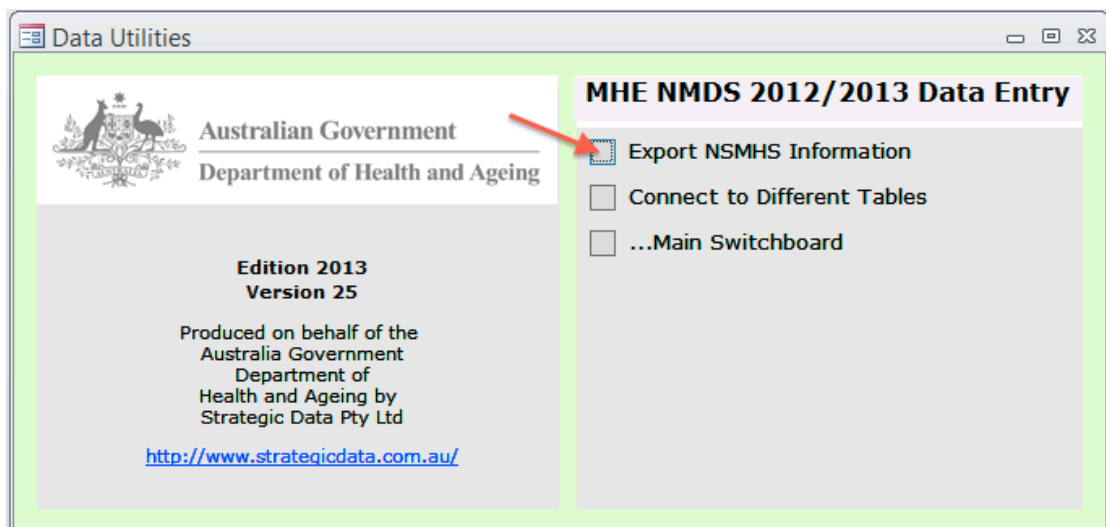 Data Utilities
Australian Government
Department of Health and Ageing
Edition 2013
Version 25
Produced on behalf of the
Australia Government
Department of
Health and Ageing by
Strategic Data Pty Ltd
http://www.strategicdata.com.au/
MHE NMDS 2012/2013 Data Entry
Export NSMHS Information
Connect to Different Tables
...Main Switchboard